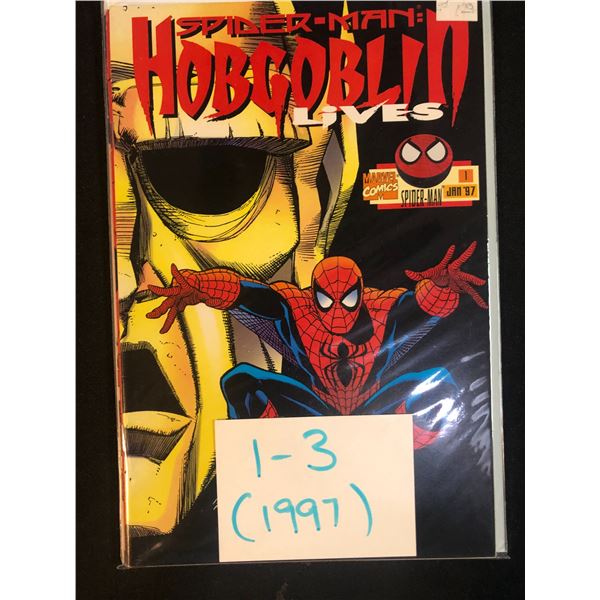 SPIDER-MAN:
HOBGOBLIN
LiVES
MARVEL
COMICS
SPIDER-MAN
1
JAN '97
1-3
(1997)